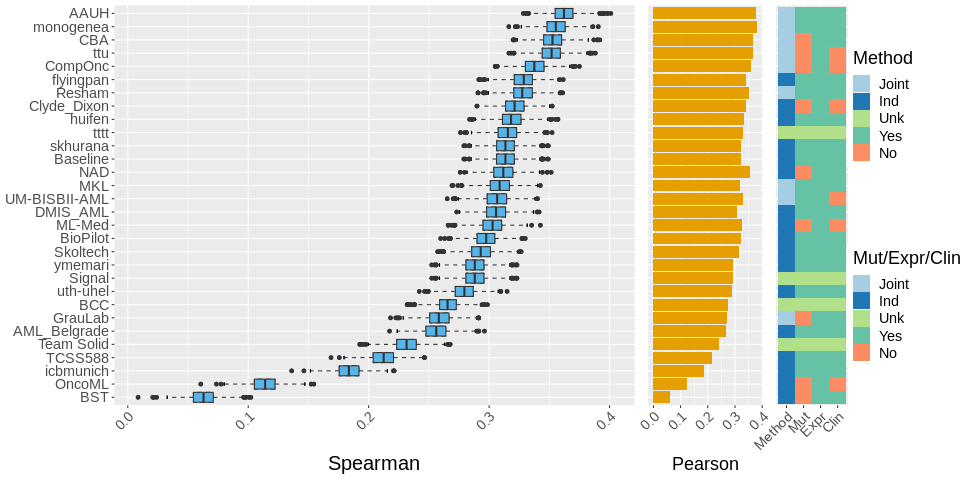 AAUH
monogenea
CBA
ttu
CompOnc
flyingpan
Resham
Clyde_Dixon
huifen
tttt
skhurana
Baseline
NAD
MKL
UM-BISBII-AML
DMIS_AML
ML-Med
BioPilot
Skoltech
ymemari
Signal
uth-uhel
BCC
GrauLab
AML_Belgrade
Team Solid
TCSS588
icbmunich
OncoML
BST
0.0 0.1 0.2 0.3 0.4
Spearman
0.0 0.1 0.2 0.3 0.4
Pearson
Method Mut Expr Clin
Method
Joint
Ind
Unk
Yes
No
Mut/Expr/Clin
Joint
Ind
Unk
Yes
No